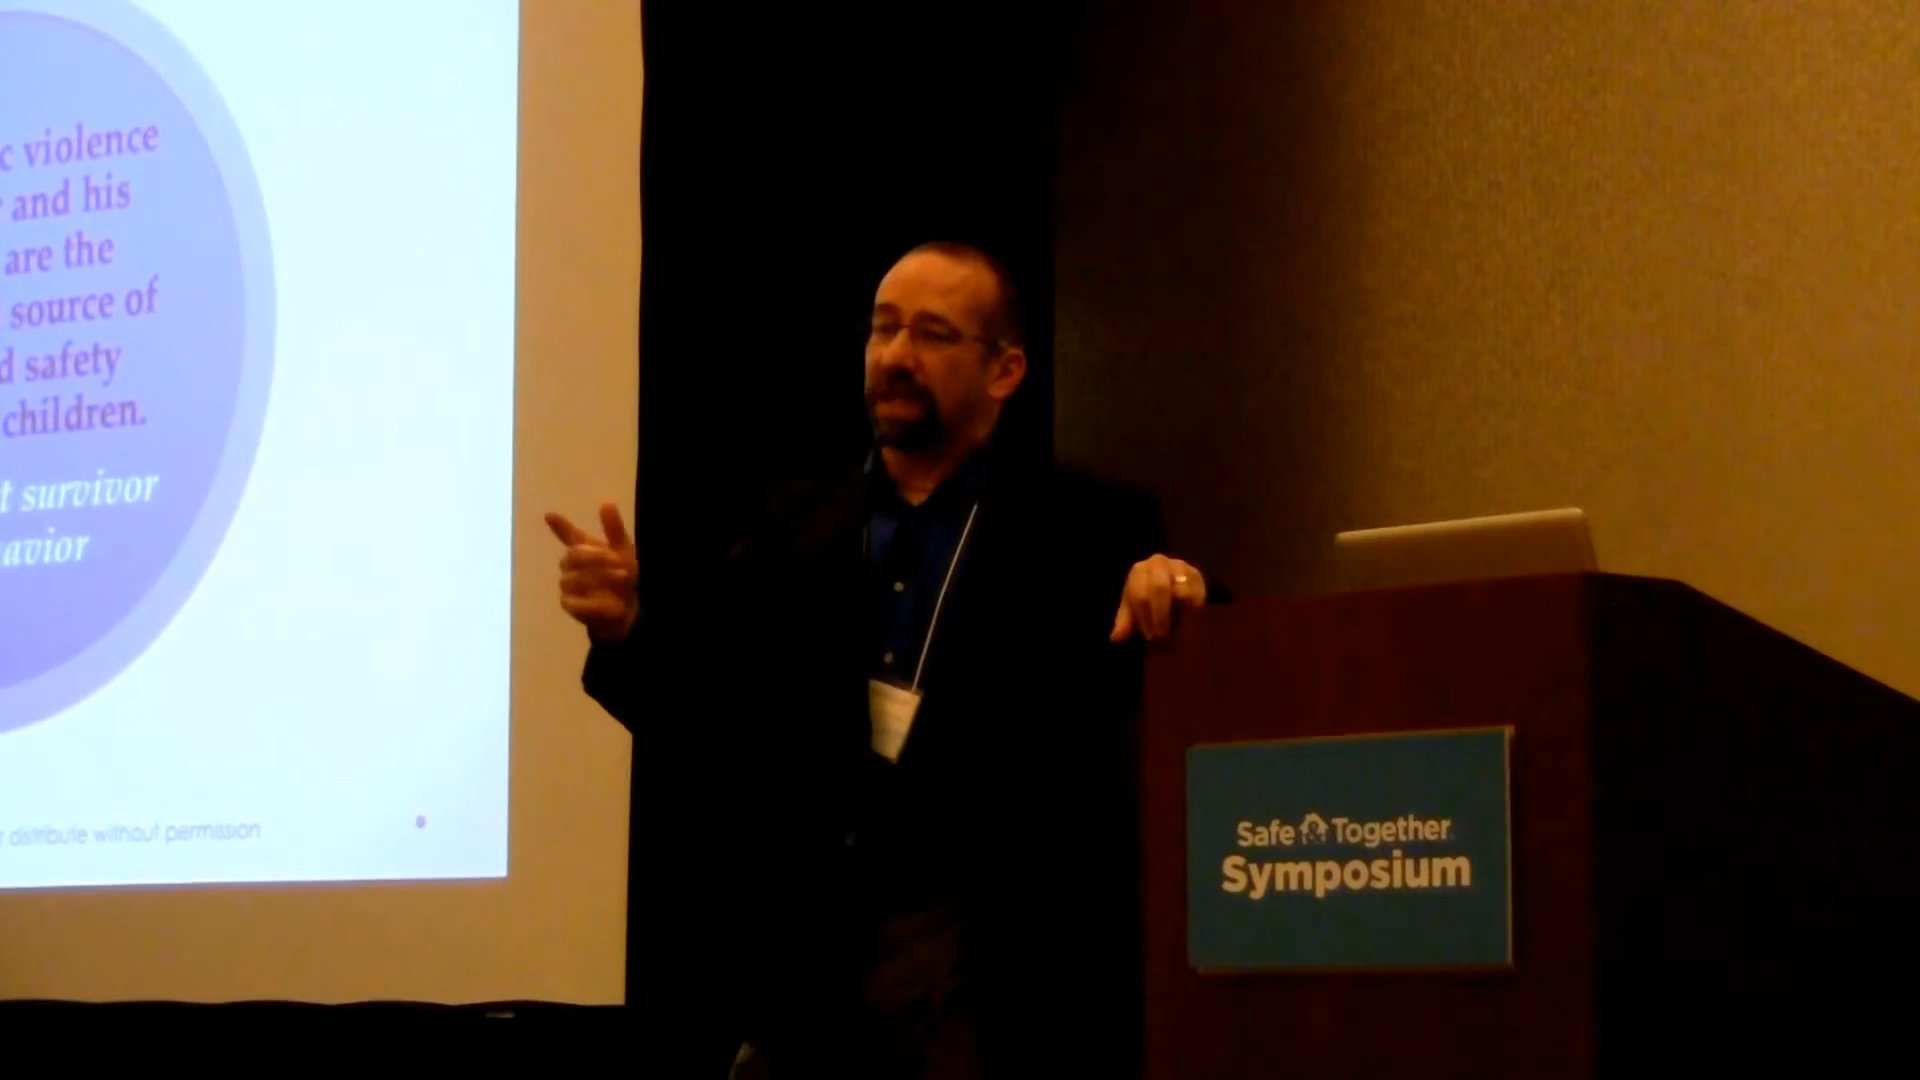 c violence
and his
are the
source of
d safety
children.
t survivor
avior
distribute without permission
Safe & Together
Symposium